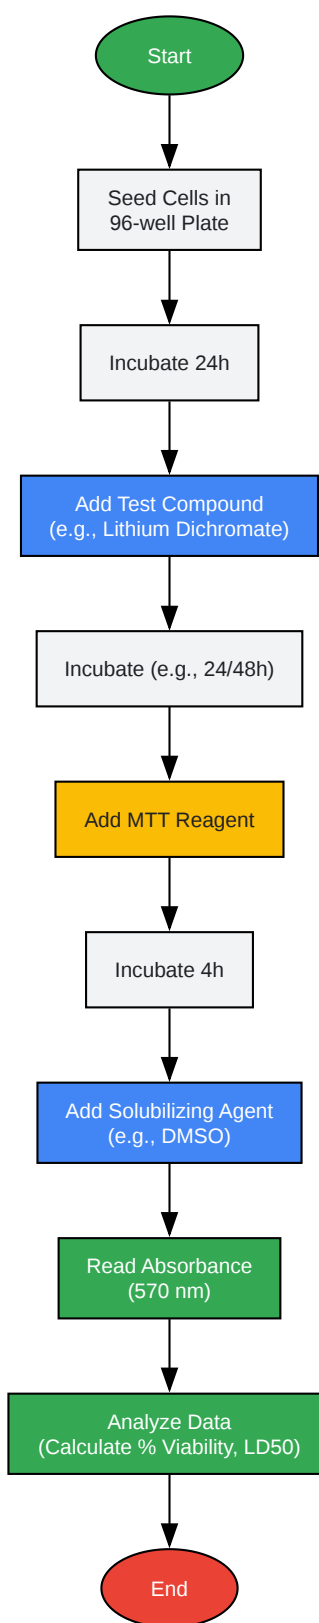 Start
Seed Cells in
96-well Plate
Incubate 24h
Add Test Compound
(e.g., Lithium Dichromate)
Incubate (e.g., 24/48h)
Add MTT Reagent
Incubate 4h
Add Solubilizing Agent
(e.g., DMSO)
Read Absorbance
(570 nm)
Analyze Data
(Calculate % Viability, LD50)
End